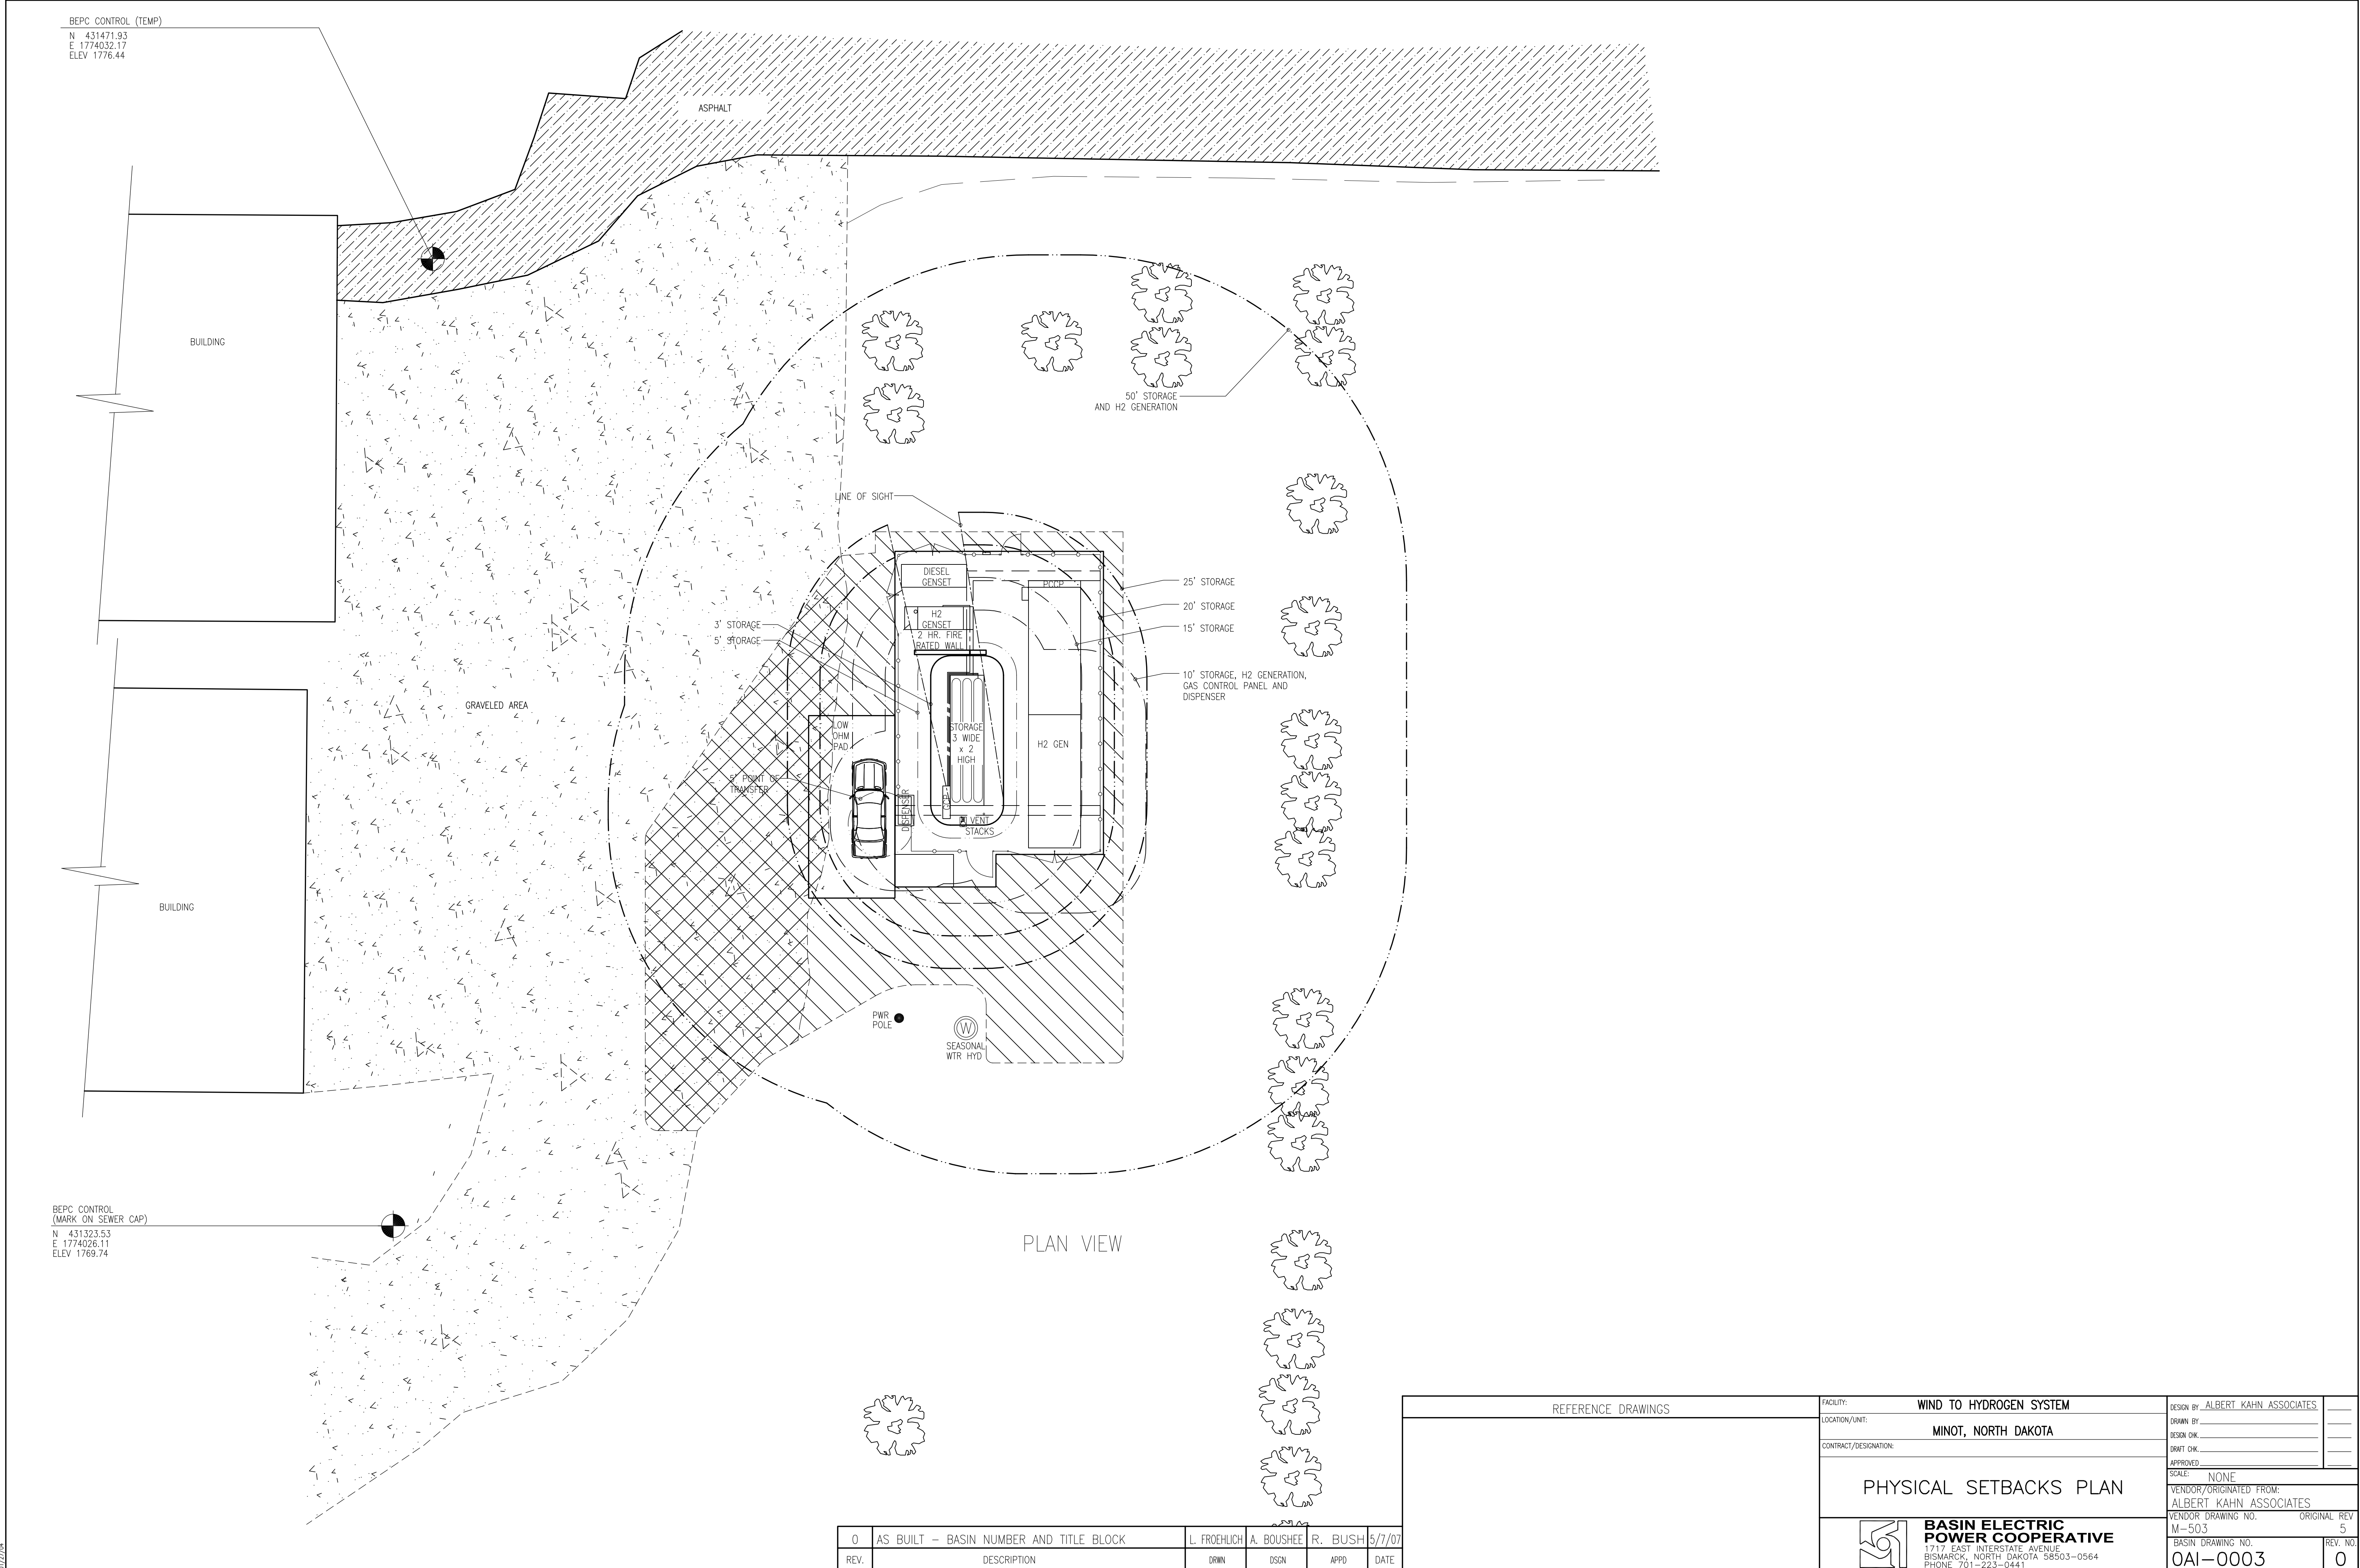 BEPC CONTROL (TEMP)
N 431471.93
E 1774032.17
ELEV 1776.44
ASPHALT
BUILDING
50' STORAGE
AND H2 GENERATION
LINE OF SIGHT
DIESEL
GENSET
PCCP
H2
GENSET
2 HR. FIRE
RATED WALL
25' STORAGE
20' STORAGE
15' STORAGE
3' STORAGE
5' STORAGE
10' STORAGE, H2 GENERATION,
GAS CONTROL PANEL AND
DISPENSER
GRAVELED AREA
LOW
OHM
PAD
STORAGE
3 WIDE
x 2
HIGH
H2 GEN
5' POINT OF
TRANSFER
DISPENSER
GCP
VENT
STACKS
BUILDING
PWR
POLE
W
SEASONAL
WTR HYD
BEPC CONTROL
(MARK ON SEWER CAP)
N 431323.53
E 1774026.11
ELEV 1769.74
PLAN VIEW
0 AS BUILT - BASIN NUMBER AND TITLE BLOCK L. FROEHLICH A. BOUSHEE R. BUSH 5/7/07
REV. DESCRIPTION DRWN DSGN APPD DATE
REFERENCE DRAWINGS
FACILITY: WIND TO HYDROGEN SYSTEM
LOCATION/UNIT:
MINOT, NORTH DAKOTA
CONTRACT/DESIGNATION:
PHYSICAL SETBACKS PLAN
BASIN ELECTRIC
POWER COOPERATIVE
1717 EAST INTERSTATE AVENUE
BISMARCK, NORTH DAKOTA 58503-0564
PHONE 701-223-0441
DESIGN BY ALBERT KAHN ASSOCIATES
DRAWN BY
DESIGN CHK.
DRAFT CHK.
APPROVED
SCALE: NONE
VENDOR/ORIGINATED FROM:
ALBERT KAHN ASSOCIATES
VENDOR DRAWING NO. ORIGINAL REV
M-503 5
BASIN DRAWING NO. REV. NO.
0AI-0003 0